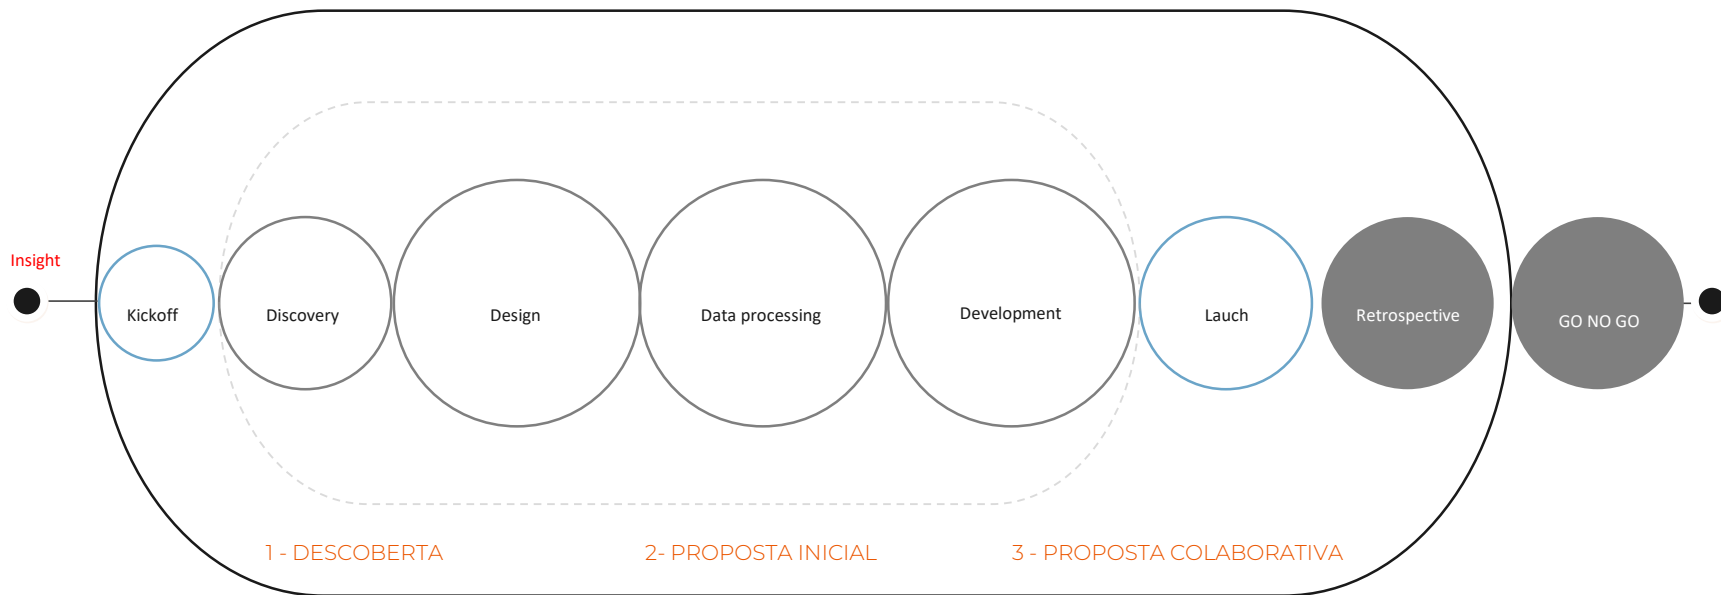 Insight
Kickoff
Discovery
Design
Data processing
Development
Lauch
Retrospective
GO NO GO
1 - DESCOBERTA
2- PROPOSTA INICIAL
3 - PROPOSTA COLABORATIVA